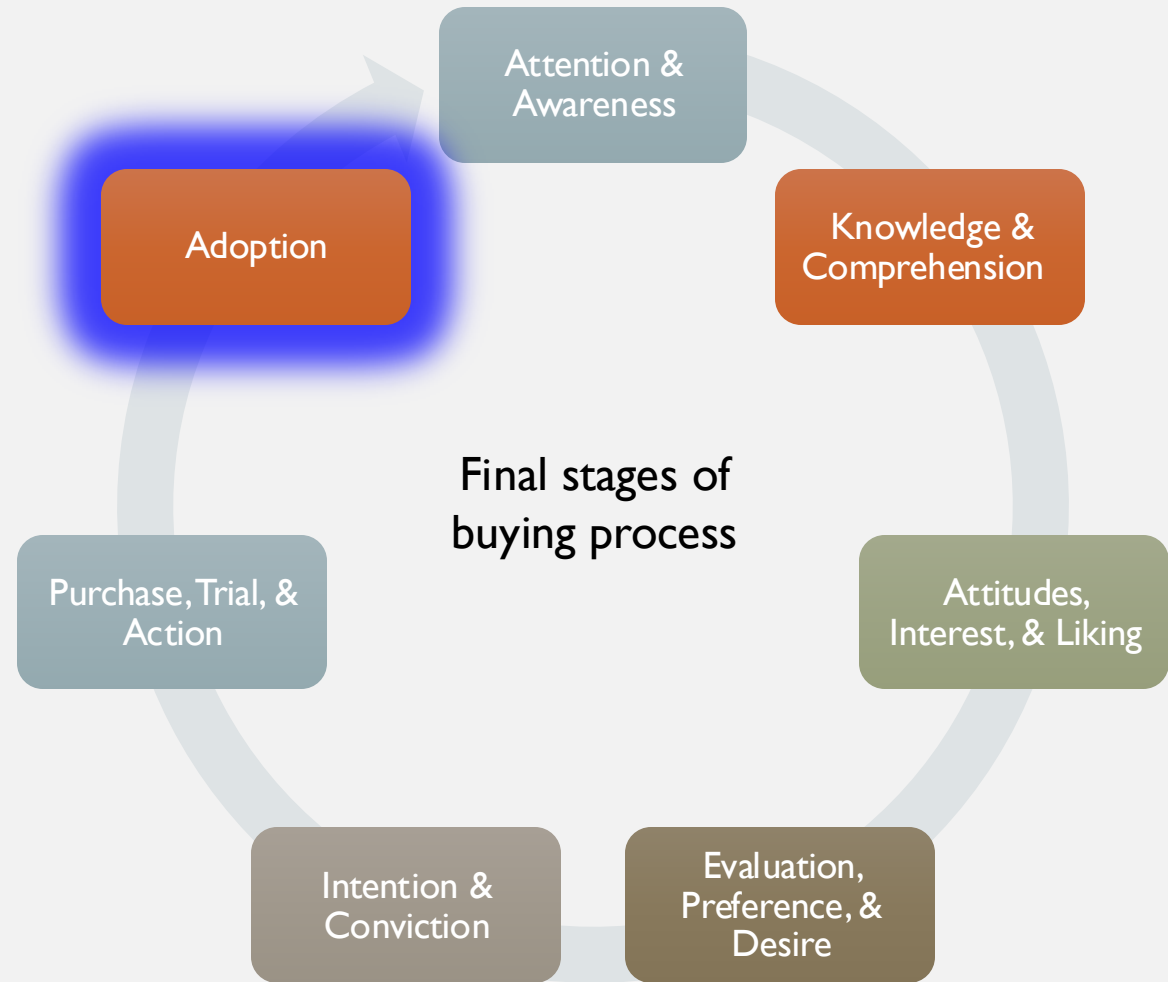 Attention &
Awareness
Knowledge &
Comprehension
Attitudes,
Interest, & Liking
Evaluation,
Preference, &
Desire
Intention &
Conviction
Purchase, Trial, &
Action
Adoption
Final stages of
buying process